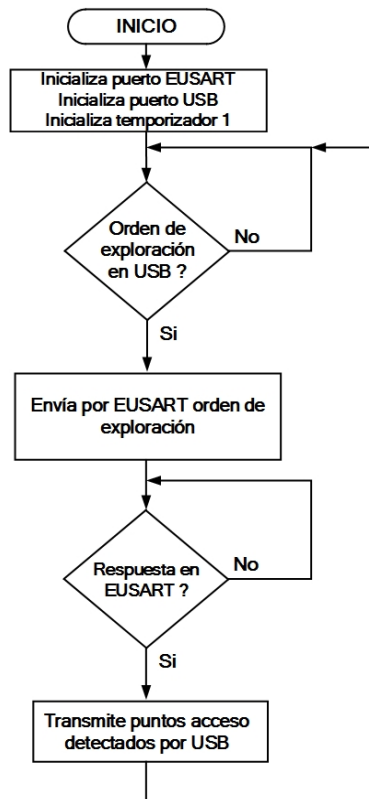 INICIO
Inicializa puerto EUSART
Inicializa puerto USB
Inicializa temporizador 1
Orden de
exploración
en USB ?
No
Si
Envía por EUSART orden de
exploración
Respuesta en
EUSART ?
No
Si
Transmite puntos acceso
detectados por USB